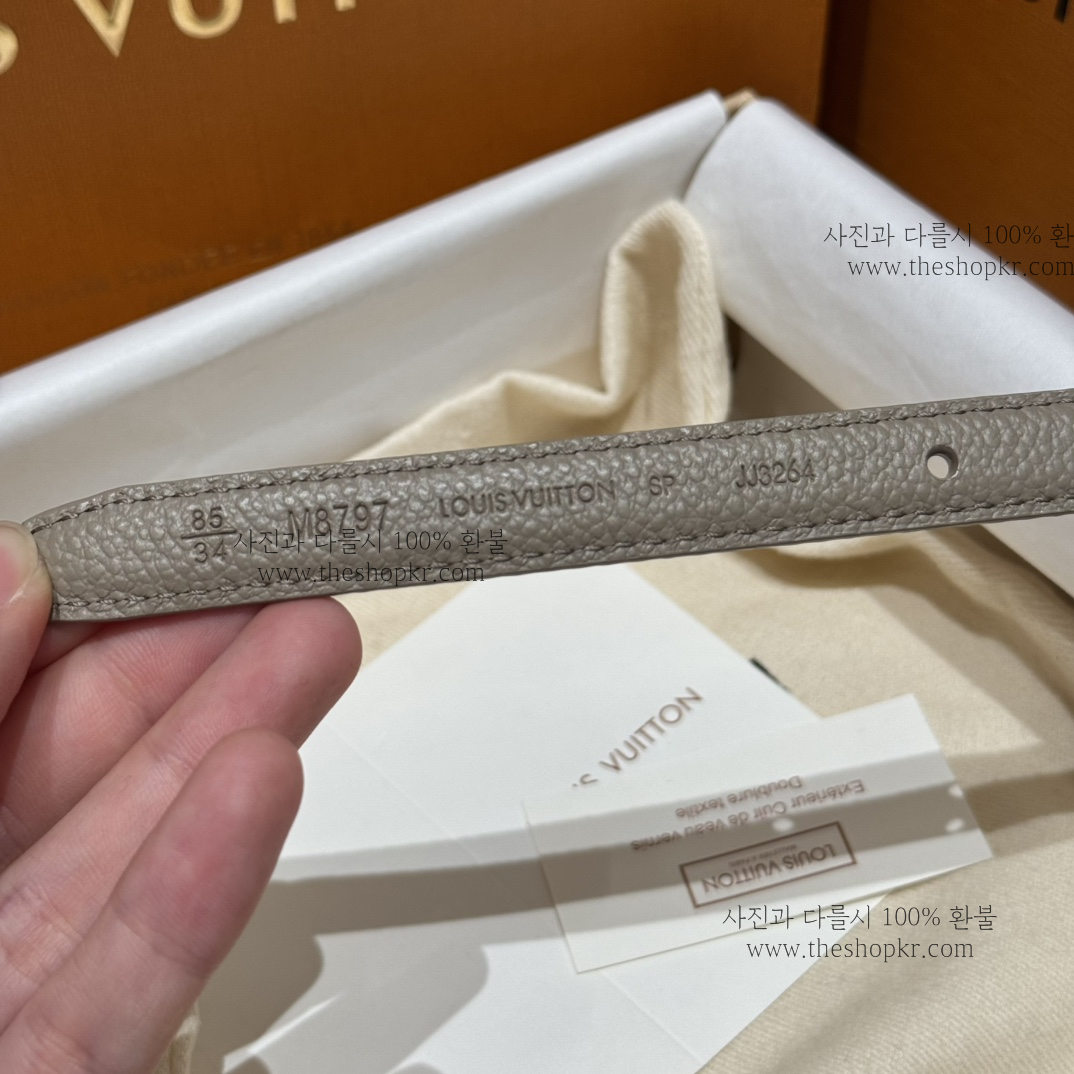 S VUIT
사진과 다를시 100% 환
www.theshopkr.com
85
34
M8797 LOUIS VUITTON SP JJ3264
사진과 다를시 100% 환불
www.theshopkr.com
VUITTON
Extérieur Cuir de veau vernis
Doublure textile
LOUIS VUITTON
사진과 다를시 100% 환불
www.theshopkr.com